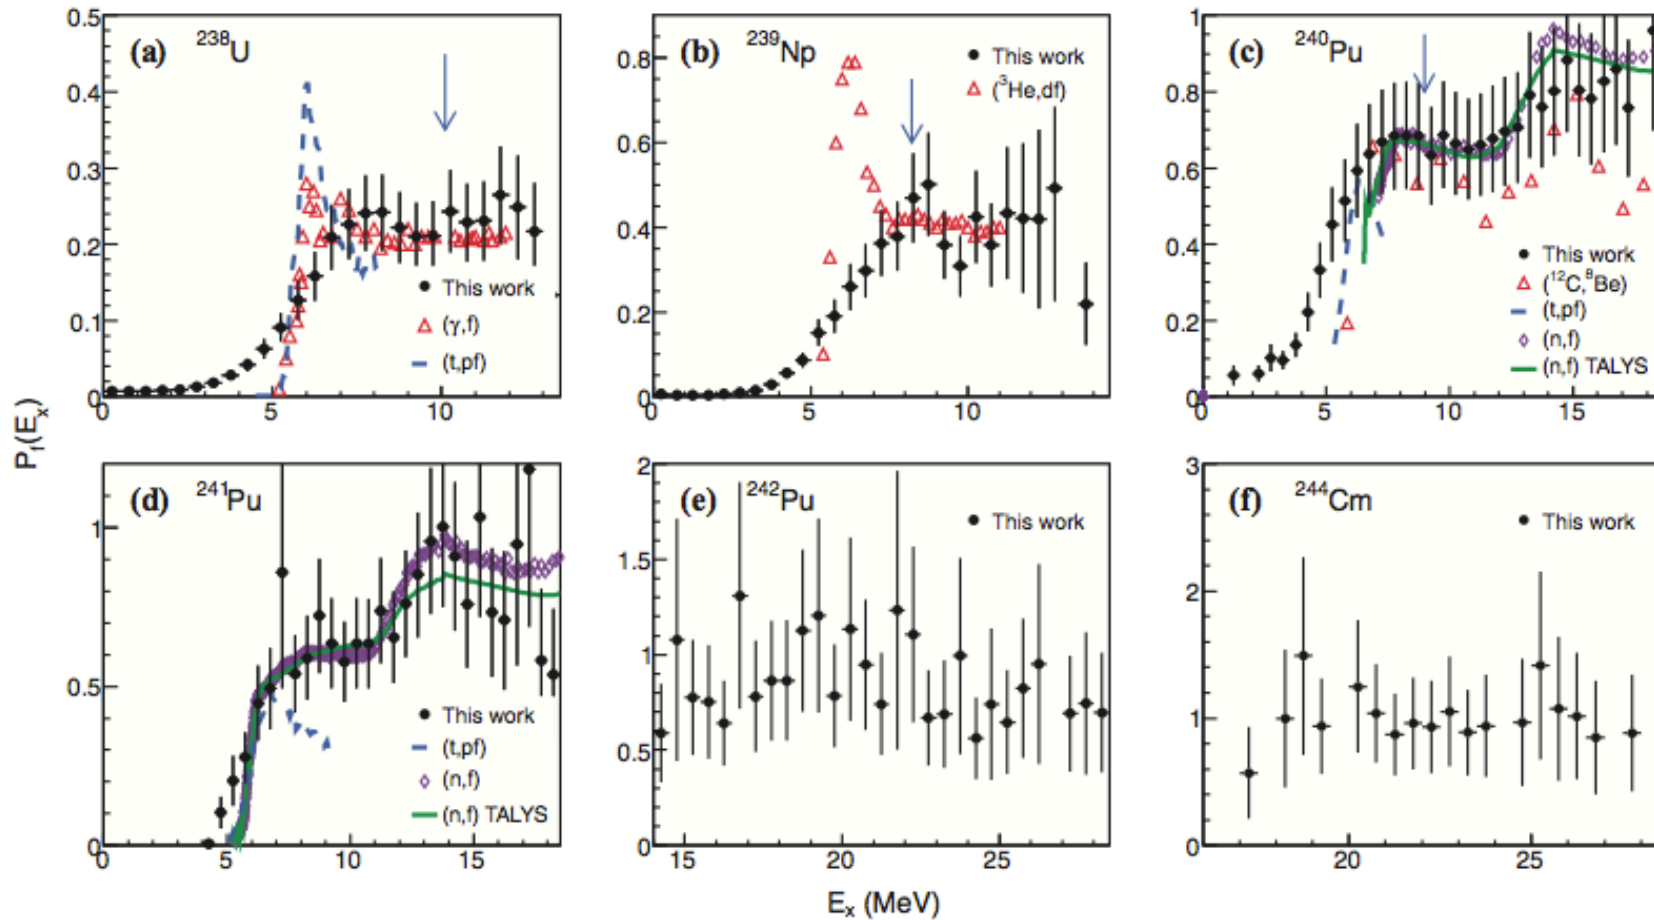 (a) ²³⁸U
0.5
0.4
0.3
0.2
0.1
0
This work
(γ,f)
(t,pf)
0 5 10
(b) ²³⁹Np
0.8
0.6
0.4
0.2
0
This work
(³He,df)
0 5 10
(c) ²⁴⁰Pu
1
0.8
0.6
0.4
0.2
0
This work
(¹²C,⁸Be)
(t,pf)
(n,f)
(n,f) TALYS
0 5 10 15
P_f(E_x)
(d) ²⁴¹Pu
1
0.5
0
This work
(t,pf)
(n,f)
(n,f) TALYS
0 5 10 15
(e) ²⁴²Pu
2
1.5
1
0.5
0
This work
15 20 25
(f) ²⁴⁴Cm
3
2
1
0
This work
20 25
E_x (MeV)